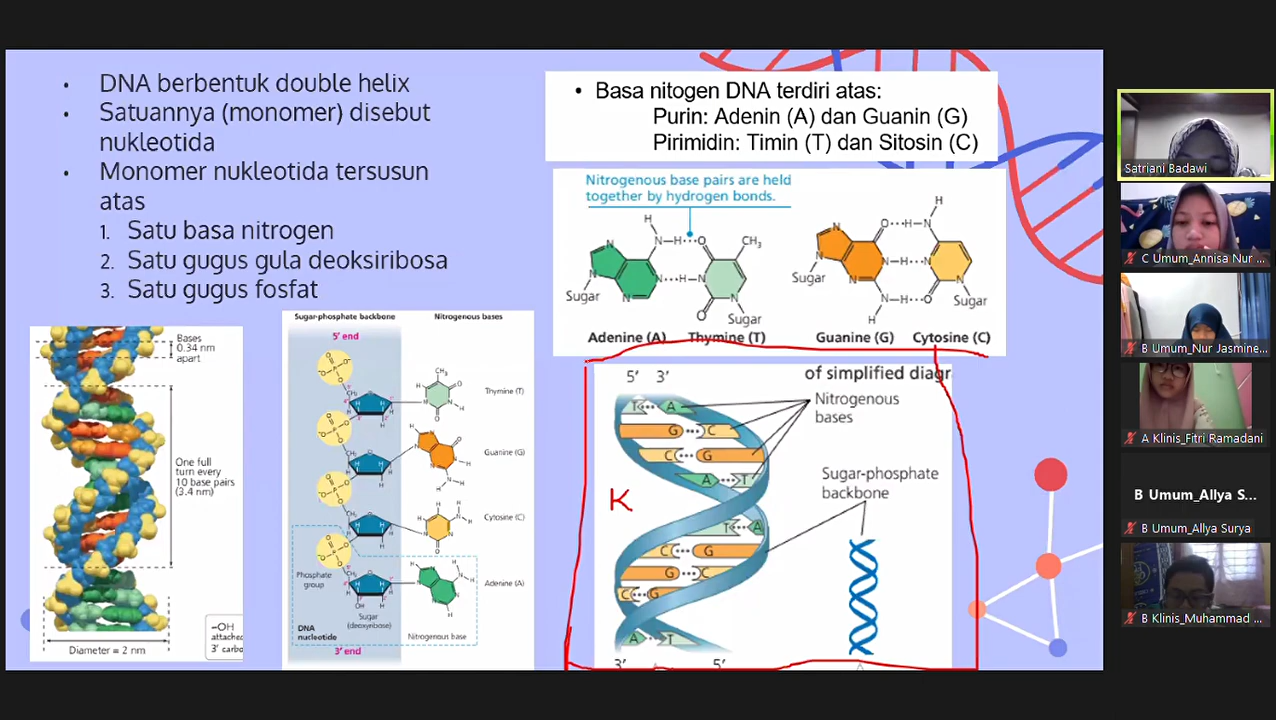 • DNA berbentuk double helix
• Satuannya (monomer) disebut
nukleotida
• Monomer nukleotida tersusun
atas
1. Satu basa nitrogen
2. Satu gugus gula deoksiribosa
3. Satu gugus fosfat
• Basa nitogen DNA terdiri atas:
Purin: Adenin (A) dan Guanin (G)
Pirimidin: Timin (T) dan Sitosin (C)
Nitrogenous base pairs are held
together by hydrogen bonds.
H
N H O CH₃
N
N H N
N
N
O
N
Sugar
Sugar
Adenine (A) Thymine (T)
H
O H N
N
N H N
N
N
N H O
H
N
Sugar
Sugar
Guanine (G) Cytosine (C)
Bases
0.34 nm
apart
One full
turn every
10 base pairs
(3.4 nm)
Diameter = 2 nm
–OH
attached
3' carbo
Sugar-phosphate backbone Nitrogenous bases
5' end
Thymine (T)
Guanine (G)
Cytosine (C)
Adenine (A)
Phosphate
group
OH
Sugar
(deoxyribose)
DNA
nucleotide
Nitrogenous base
3' end
5' 3'
of simplified diagr
Nitrogenous
bases
T A
G C
C G
A T
K
Sugar-phosphate
backbone
T A
C G
G C
C G
A T
3' 5'
Satriani Badawi
C Umum_Annisa Nur ...
B Umum_Nur Jasmine...
A Klinis_Fitri Ramadani
B Umum_Allya S...
B Umum_Allya Surya
B Klinis_Muhammad ...